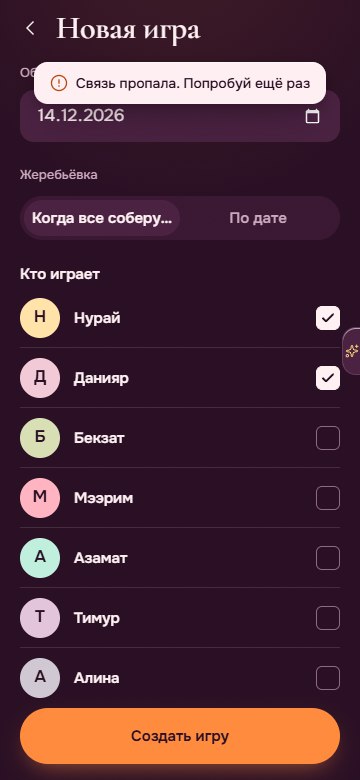 Новая игра
Связь пропала. Попробуй ещё раз
14.12.2026
Жеребьёвка
Когда все соберу...
По дате
Кто играет
Н Нурай
Д Данияр
Б Бекзат
М Мээрим
А Азамат
Т Тимур
А Алина
Создать игру